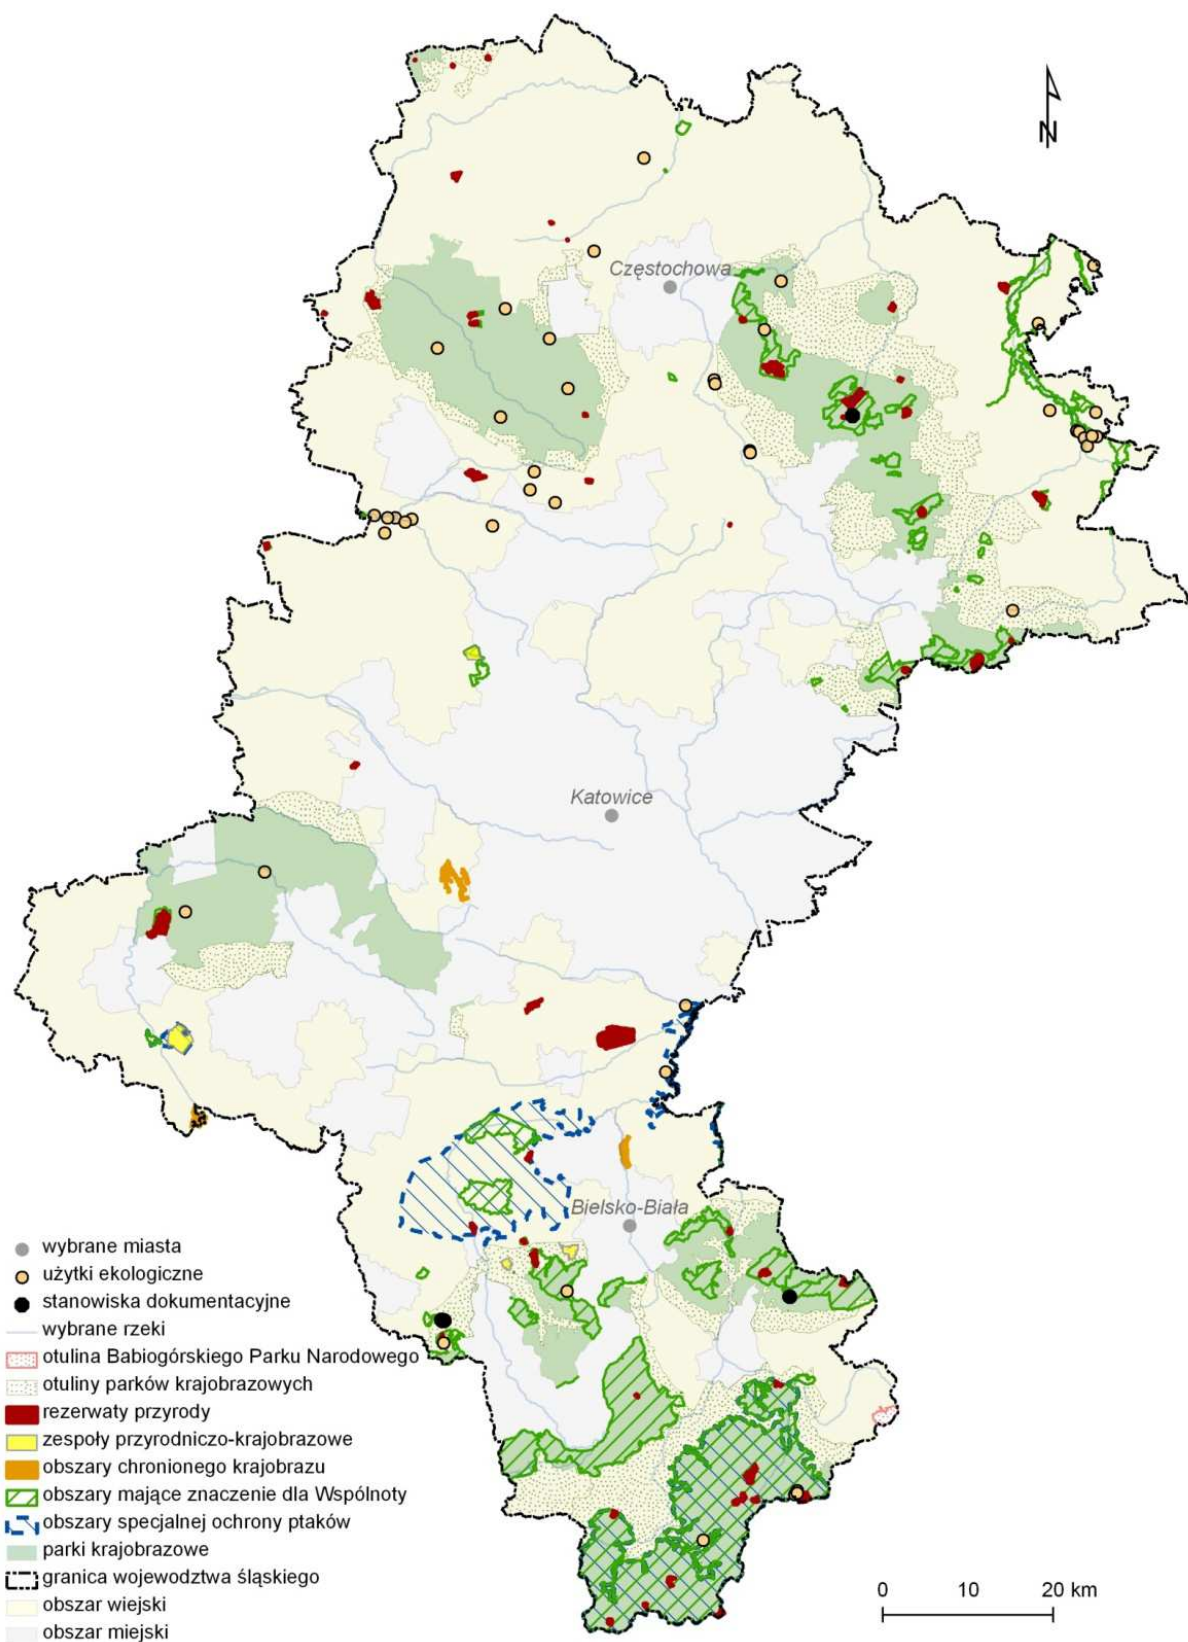 N
Częstochowa
Katowice
Bielsko-Biała
wybrane miasta
użytki ekologiczne
stanowiska dokumentacyjne
wybrane rzeki
otulina Babiogórskiego Parku Narodowego
otuliny parków krajobrazowych
rezerwaty przyrody
zespoły przyrodniczo-krajobrazowe
obszary chronionego krajobrazu
obszary mające znaczenie dla Wspólnoty
obszary specjalnej ochrony ptaków
parki krajobrazowe
granica wojewodztwa śląskiego
obszar wiejski
obszar miejski
0 10 20 km